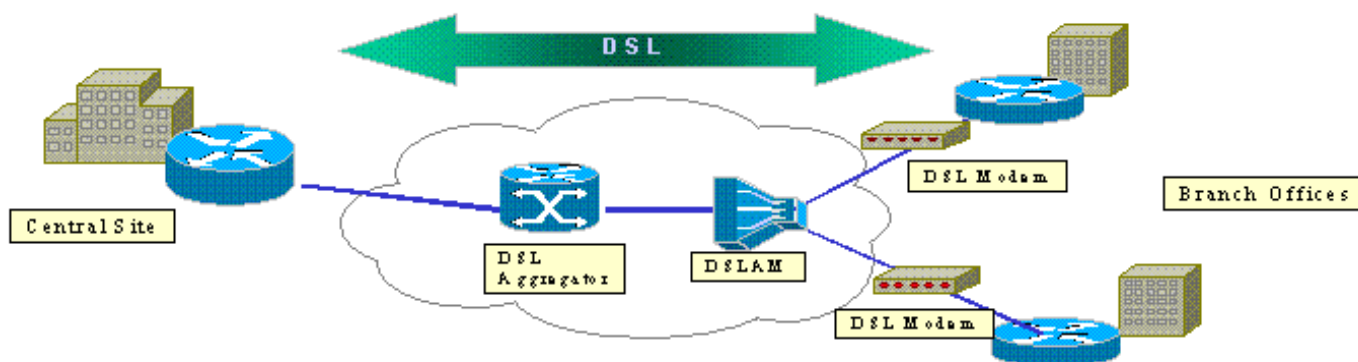 DSL
DSL Modem
Branch Offices
Central Site
DSL
Aggregator
DSLAM
DSL Modem